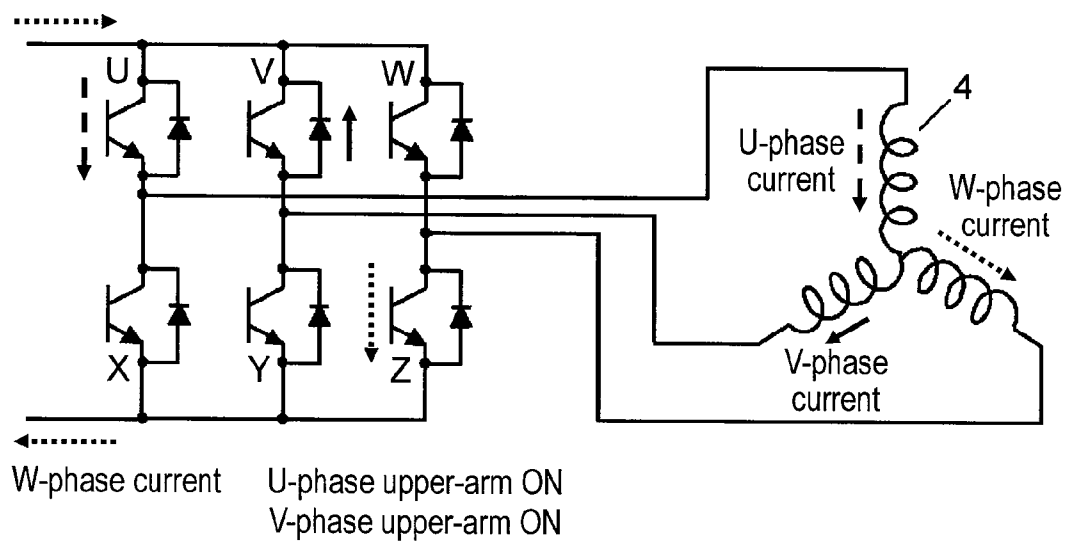 U
V
W
4
U-phase
current
W-phase
current
X
Y
Z
V-phase
current
W-phase current
U-phase upper-arm ON
V-phase upper-arm ON